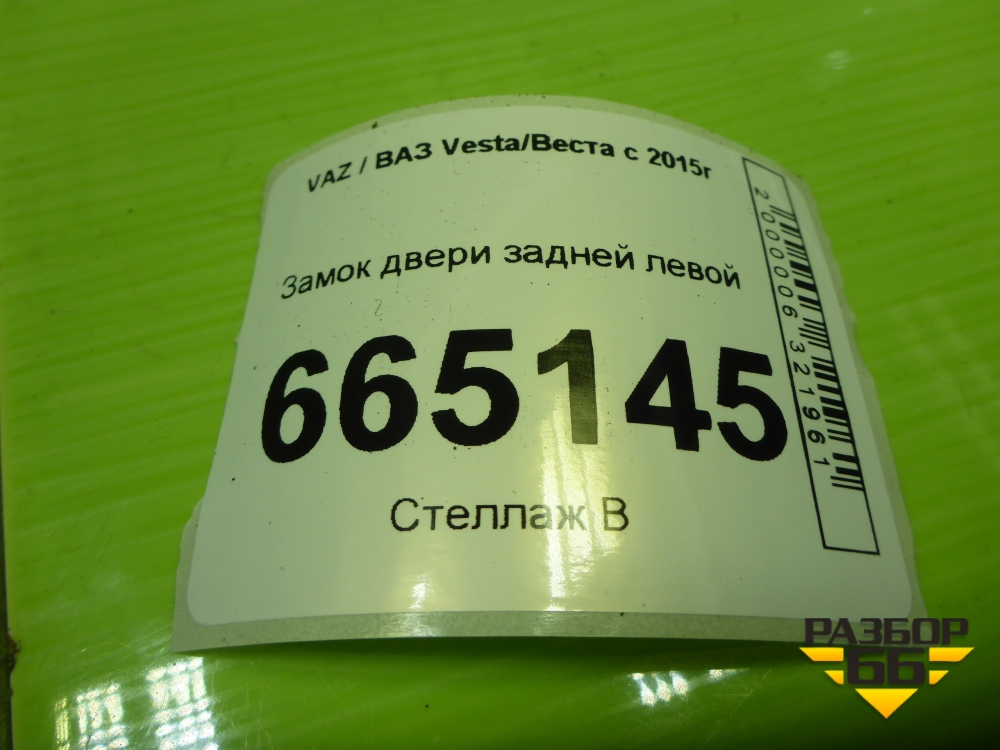 VAZ / ВАЗ Vesta/Веста с 2015г
Замок двери задней левой
665145
Стеллаж В
2000006321961
РАЗБОР
66